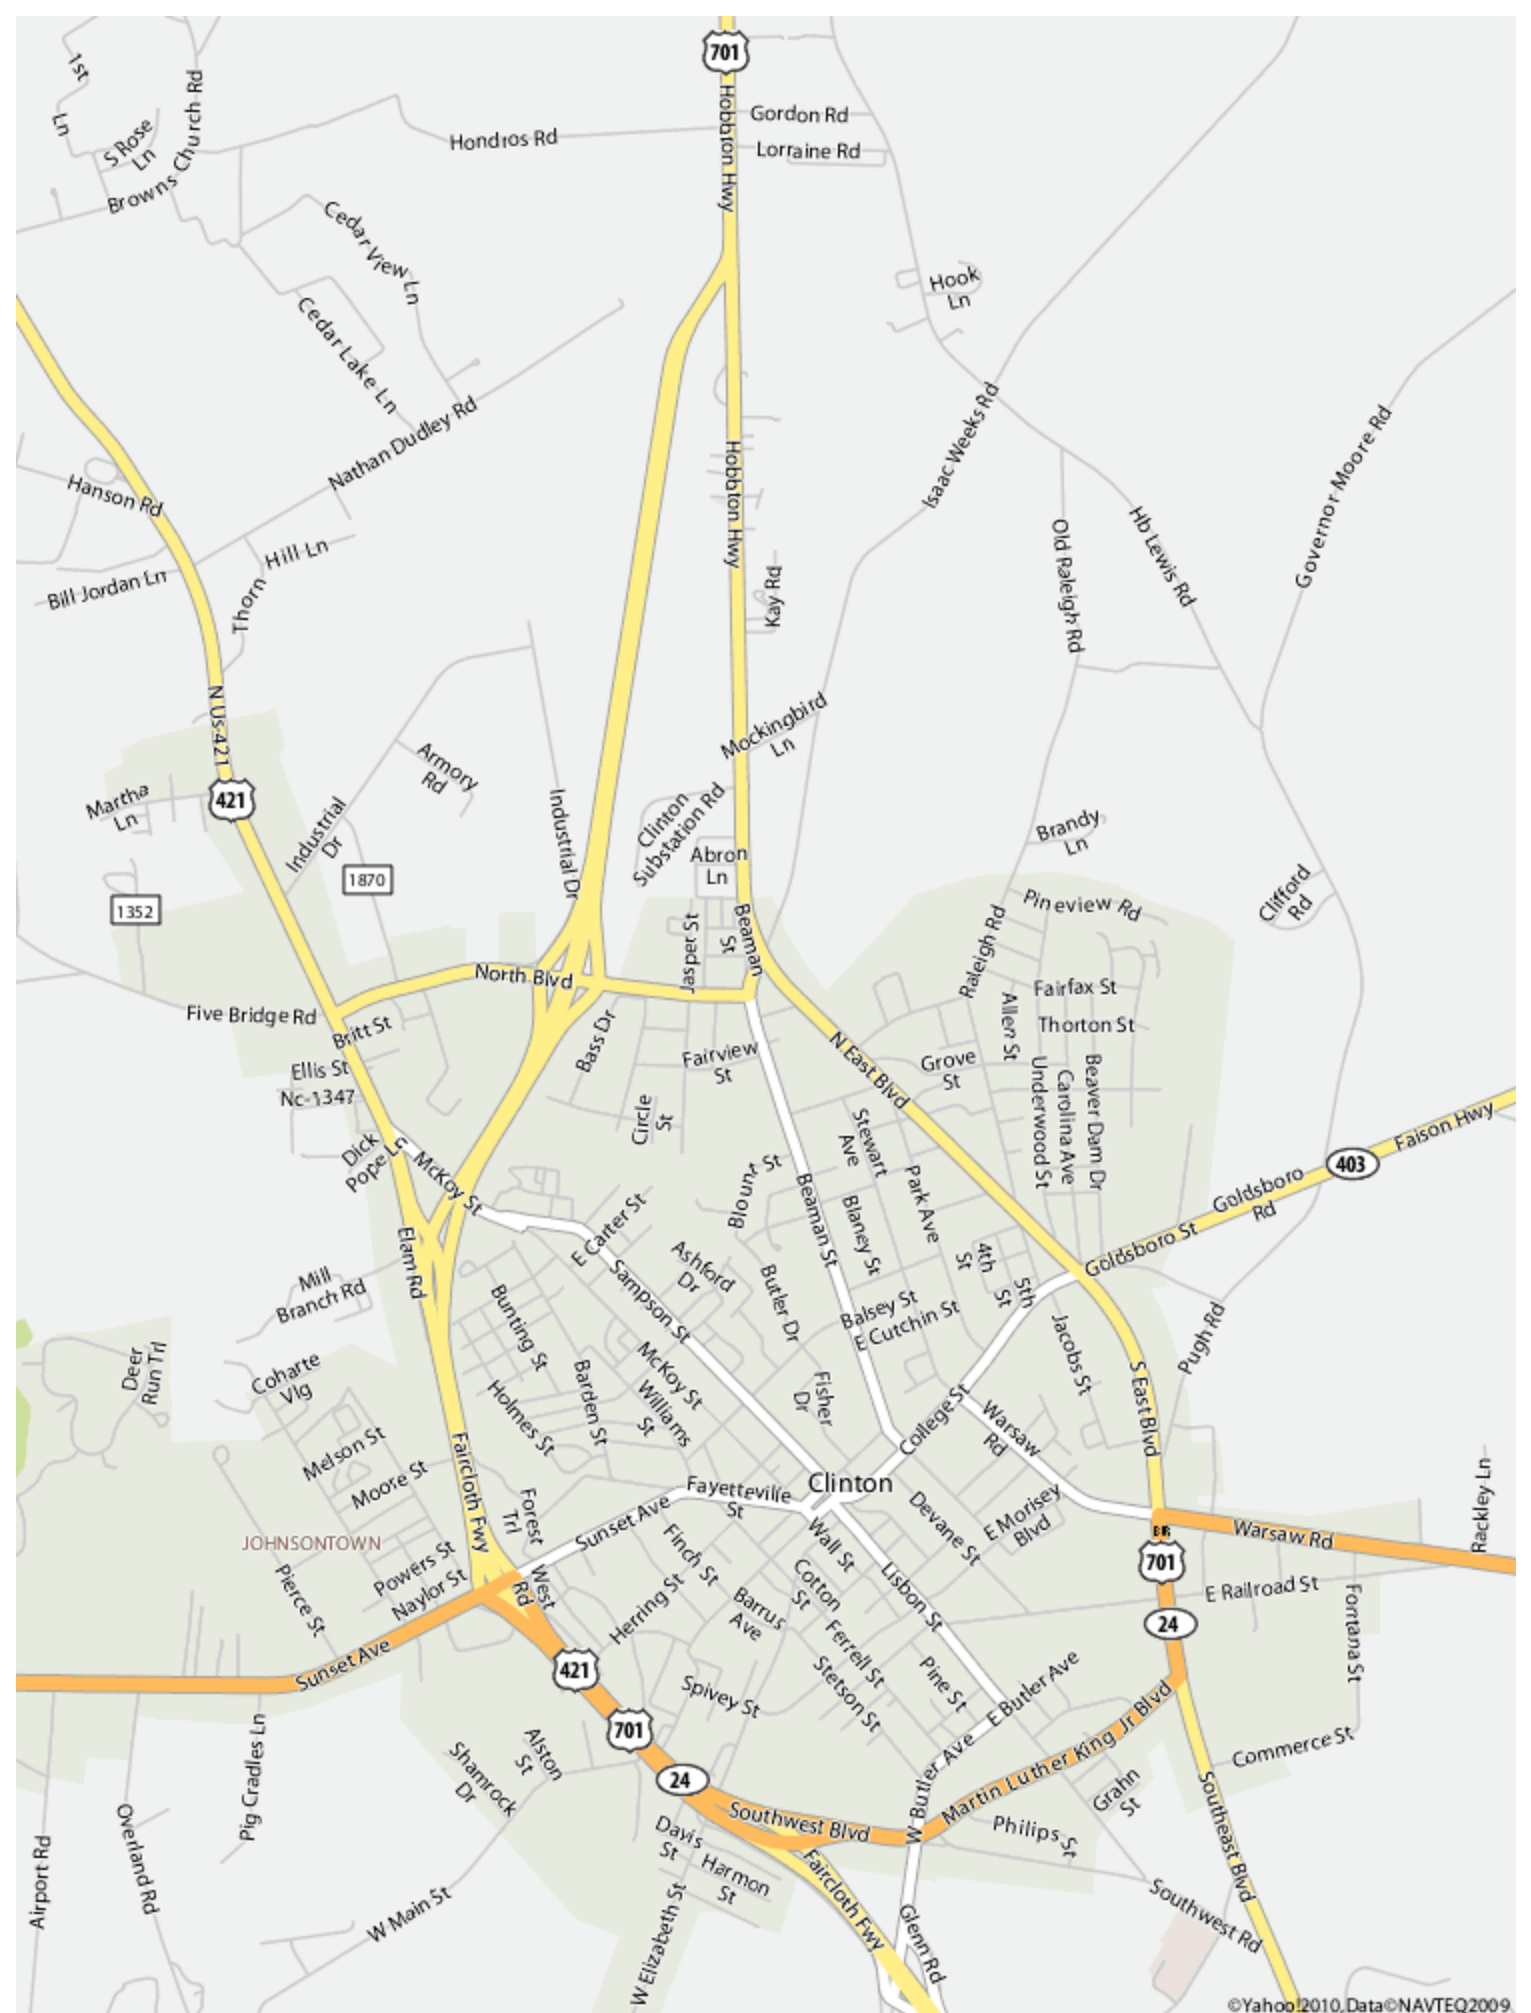 701
1st
Ln
S Rose
Ln
Browns Church Rd
Hondros Rd
Hobbton Hwy
Gordon Rd
Lorraine Rd
Cedar View Ln
Cedar Lake Ln
Hook
Ln
Nathan Dudley Rd
Hanson Rd
Isaac Weeks Rd
Governor Moore Rd
Hobbton Hwy
Hb Lewis Rd
Old Raleigh Rd
Hill Ln
Bill Jordan Ln
Thorn
Kay Rd
N Us-421
Mockingbird
Ln
Armory
Rd
421
Martha
Ln
Industrial
Dr
Industrial Dr
Clinton
Substation Rd
Brandy
Ln
Abron
Ln
1870
1352
Clifford
Rd
Pineview Rd
Raleigh Rd
Jasper St
St
Beaman
North Blvd
Fairfax St
Five Bridge Rd
Britt St
Bass Dr
Allen St
Thorton St
Fairview
St
N East Blvd
Grove
St
Ellis St
Nc-1347
Underwood St
Carolina Ave
Beaver Dam Dr
Circle
St
Faison Hwy
Dick
Pope Ln
McKoy St
Stewart
Ave
403
Blount St
Beaman St
Park Ave
Goldsboro
Rd
Blaney St
E Carter St
Elam Rd
Goldsboro St
Ashford
Dr
4th
St
5th
St
Mill
Branch Rd
Sampson St
Butler Dr
Balsey St
E Cutchin St
Bunting St
Jacobs St
Pugh Rd
Deer
Run Trl
Coharte
Vlg
McKoy St
Barden St
Williams
St
Fisher
Dr
S East Blvd
Holmes St
College St
Warsaw
Rd
Melson St
Moore St
Faircloth Fwy
Clinton
Fayetteville
St
Rackley Ln
Forest
Trl
Sunset Ave
Devane St
E Morisey
Blvd
JOHNSONTOWN
Wall St
BR
701
Warsaw Rd
Powers St
Naylor St
Pierce St
West
Rd
Finch St
Cotton
St
Lisbon St
E Railroad St
Herring St
Barrus
Ave
24
Fontana St
Sunset Ave
421
Ferrell St
Stetson St
Pine St
E Butler Ave
Spivey St
701
Pig Cradles Ln
Alston
St
Shamrock
Dr
24
W Butler Ave
Martin Luther King Jr Blvd
Commerce St
Grahn
St
Southwest Blvd
Philips St
Southeast Blvd
Airport Rd
Overland Rd
Davis
St
Harmon
St
Faircloth Fwy
W Main St
W Elizabeth St
Glenn Rd
Southwest Rd
©Yahoo!2010,Data©NAVTEQ2009